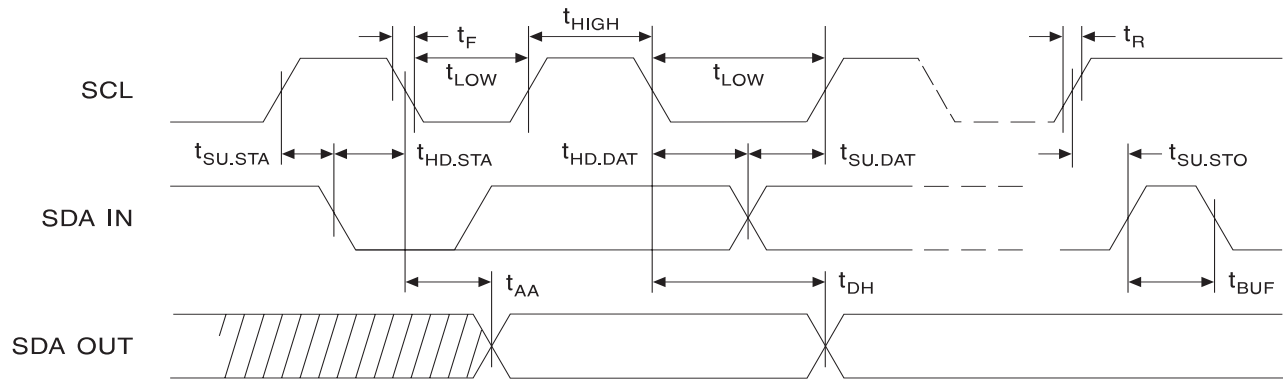 t_HIGH
t_F
t_R
t_LOW
t_LOW
SCL
t_SU.STA
t_HD.STA
t_HD.DAT
t_SU.DAT
t_SU.STO
SDA IN
t_AA
t_DH
t_BUF
SDA OUT